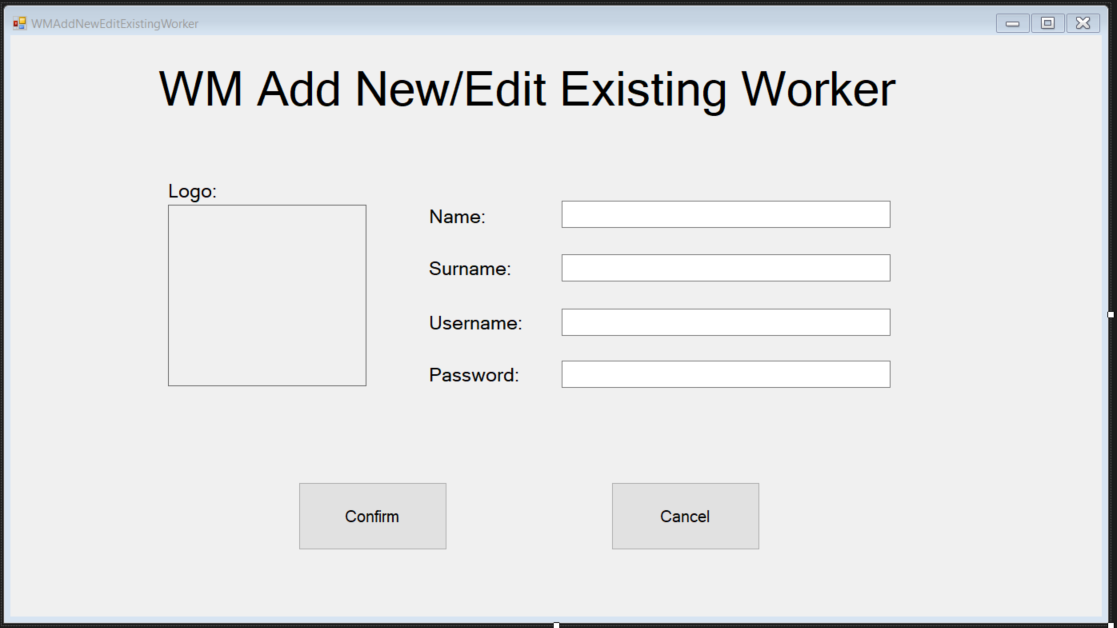 WMAddNewEditExistingWorker
WM Add New/Edit Existing Worker
Logo:
Name:
Surname:
Username:
Password:
Confirm
Cancel